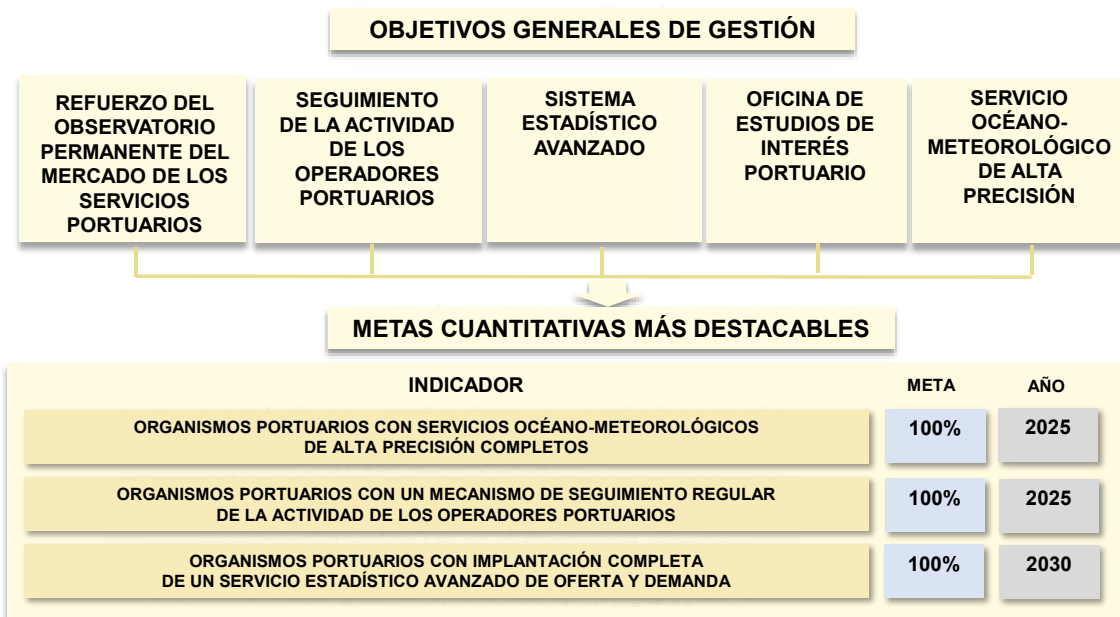 OBJETIVOS GENERALES DE GESTIÓN
REFUERZO DEL
OBSERVATORIO
PERMANENTE DEL
MERCADO DE LOS
SERVICIOS
PORTUARIOS
SEGUIMIENTO
DE LA ACTIVIDAD
DE LOS
OPERADORES
PORTUARIOS
SISTEMA
ESTADÍSTICO
AVANZADO
OFICINA DE
ESTUDIOS DE
INTERÉS
PORTUARIO
SERVICIO
OCÉANO-
METEOROLÓGICO
DE ALTA
PRECISIÓN
METAS CUANTITATIVAS MÁS DESTACABLES
INDICADOR META AÑO
ORGANISMOS PORTUARIOS CON SERVICIOS OCÉANO-METEOROLÓGICOS
DE ALTA PRECISIÓN COMPLETOS
100% 2025
ORGANISMOS PORTUARIOS CON UN MECANISMO DE SEGUIMIENTO REGULAR
DE LA ACTIVIDAD DE LOS OPERADORES PORTUARIOS
100% 2025
ORGANISMOS PORTUARIOS CON IMPLANTACIÓN COMPLETA
DE UN SERVICIO ESTADÍSTICO AVANZADO DE OFERTA Y DEMANDA
100% 2030